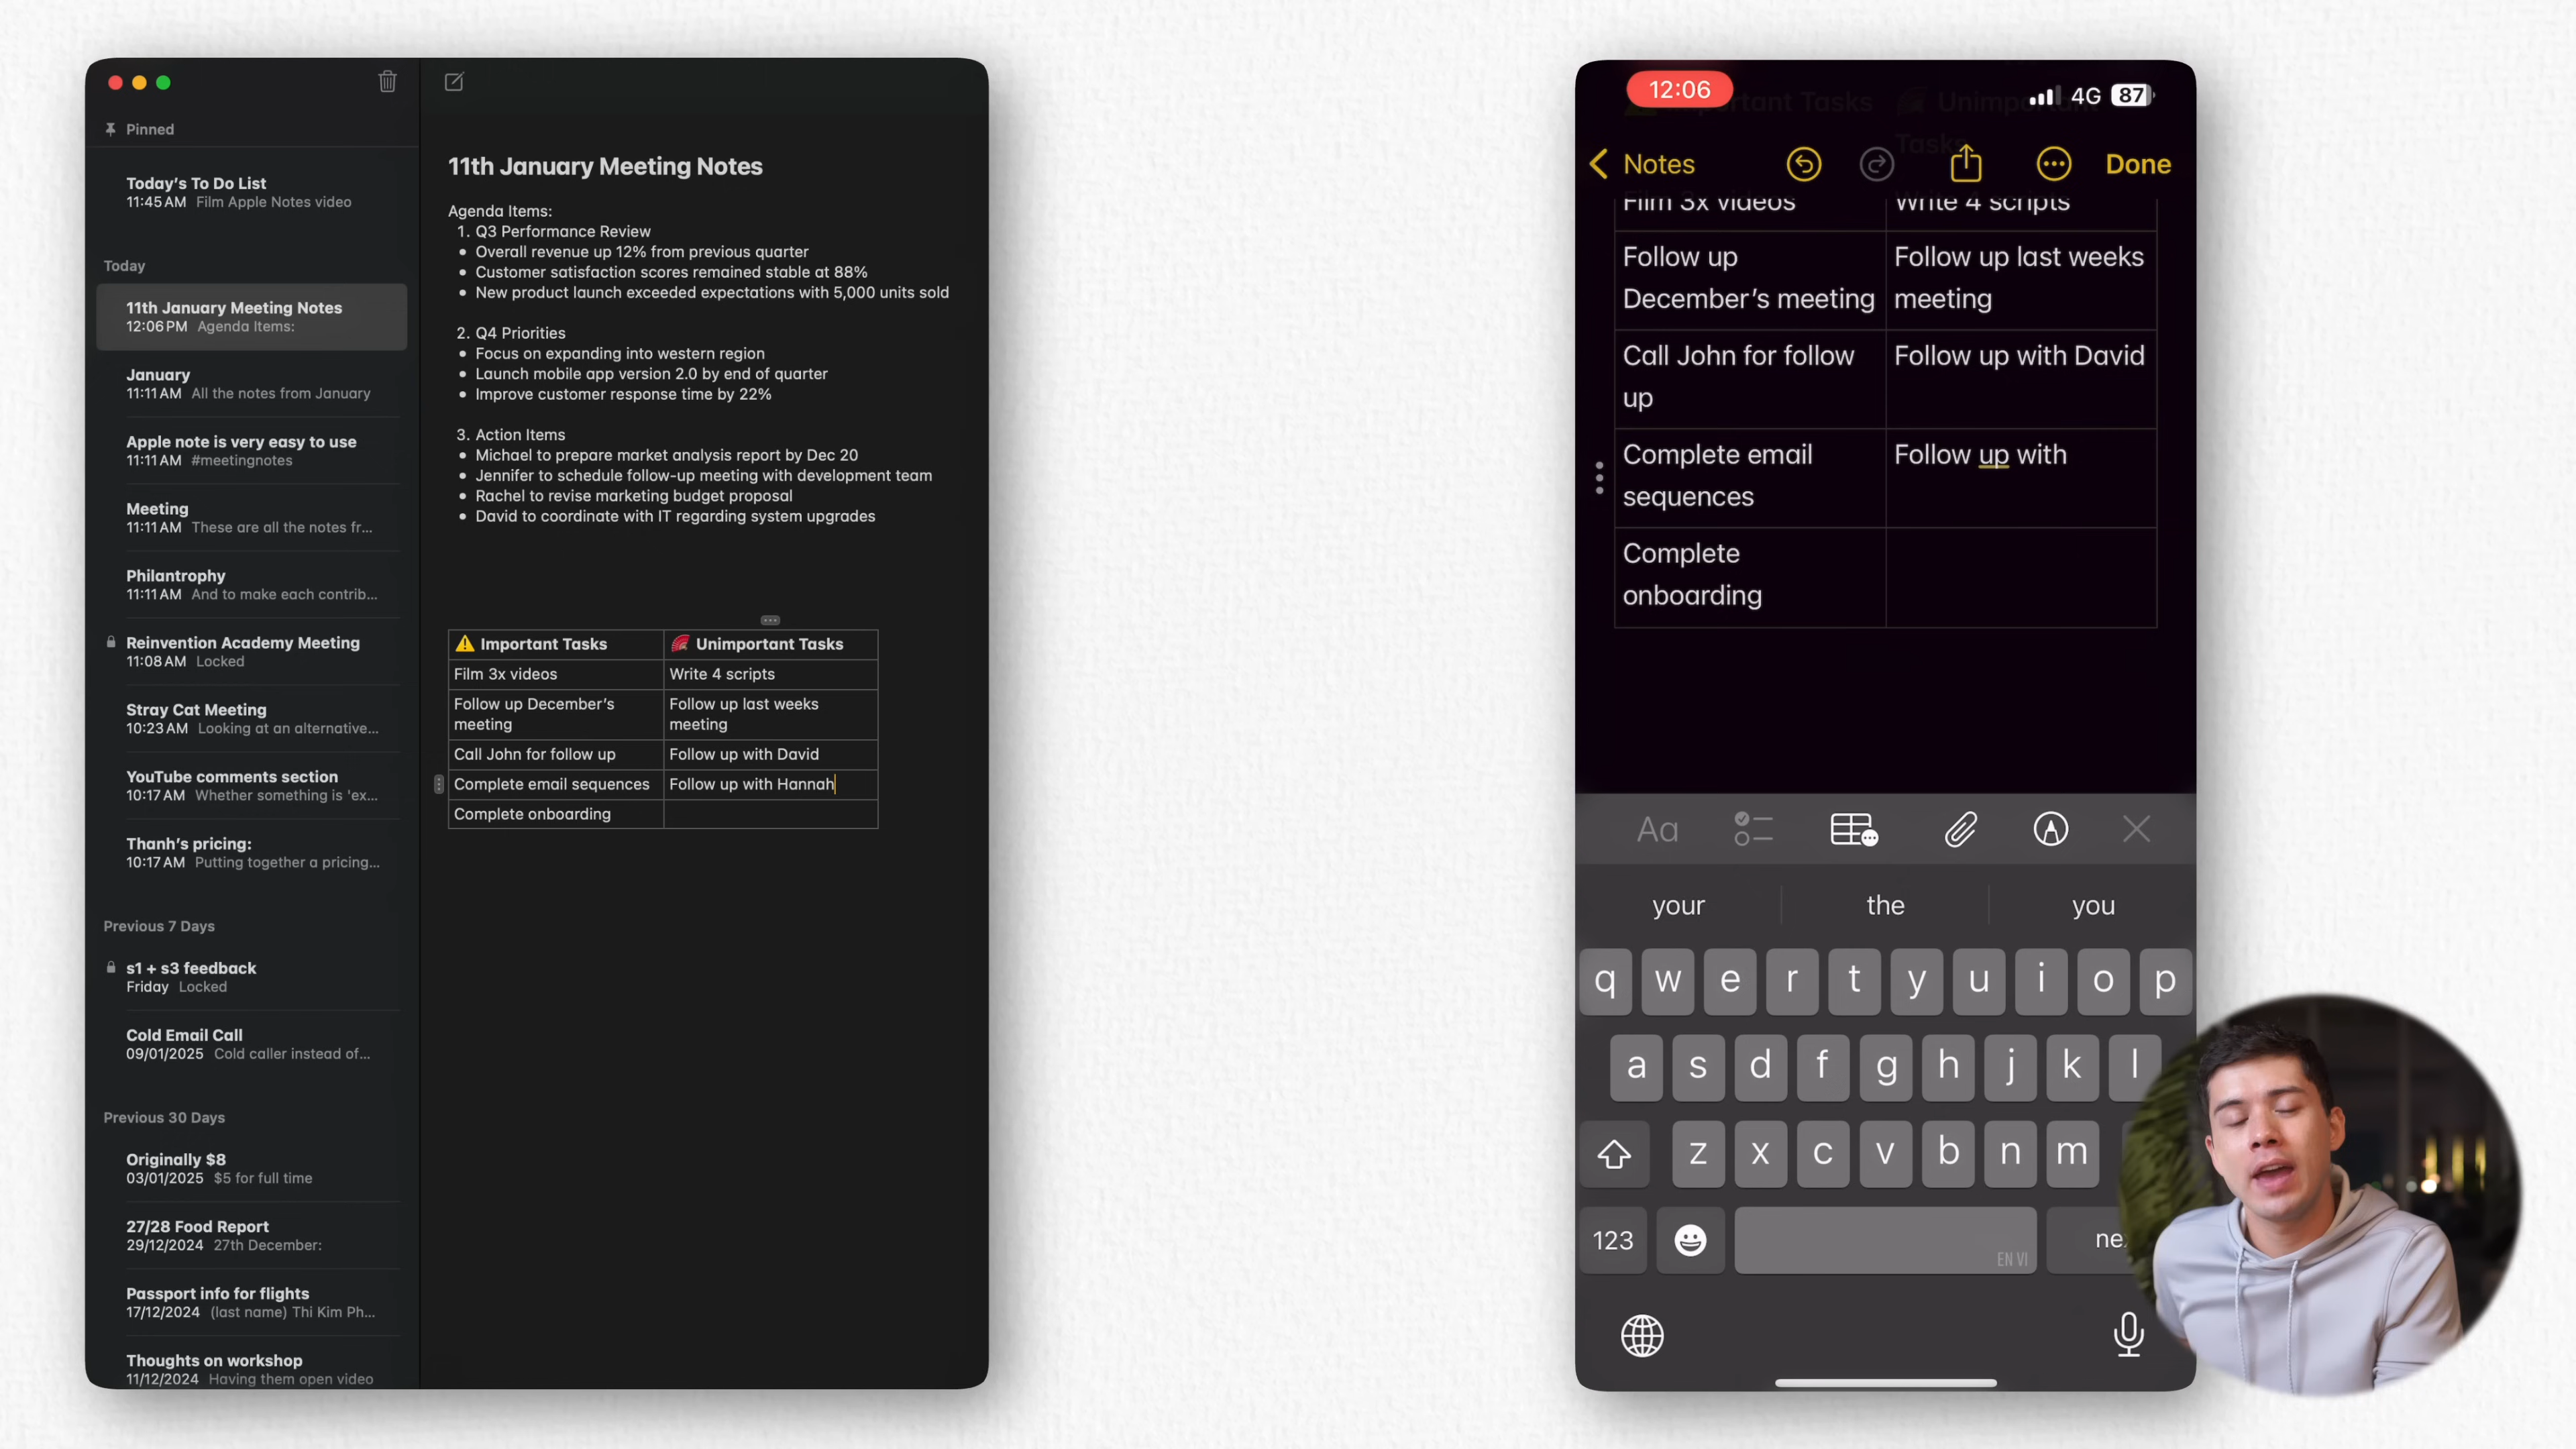 Pinned
Today's To Do List
11:45 AM Film Apple Notes video
Today
11th January Meeting Notes
12:06 PM Agenda Items:
January
11:11 AM All the notes from January
Apple note is very easy to use
11:11 AM #meetingnotes
Meeting
11:11 AM These are all the notes fr...
Philantrophy
11:11 AM And to make each contrib...
Reinvention Academy Meeting
11:08 AM Locked
Stray Cat Meeting
10:23 AM Looking at an alternative...
YouTube comments section
10:17 AM Whether something is 'ex...
Thanh's pricing:
10:17 AM Putting together a pricing...
Previous 7 Days
s1 + s3 feedback
Friday Locked
Cold Email Call
09/01/2025 Cold caller instead of...
Previous 30 Days
Originally $8
03/01/2025 $5 for full time
27/28 Food Report
29/12/2024 27th December:
Passport info for flights
17/12/2024 (last name) Thi Kim Ph...
Thoughts on workshop
11/12/2024 Having them open video
11th January Meeting Notes
Agenda Items:
1. Q3 Performance Review
• Overall revenue up 12% from previous quarter
• Customer satisfaction scores remained stable at 88%
• New product launch exceeded expectations with 5,000 units sold
2. Q4 Priorities
• Focus on expanding into western region
• Launch mobile app version 2.0 by end of quarter
• Improve customer response time by 22%
3. Action Items
• Michael to prepare market analysis report by Dec 20
• Jennifer to schedule follow-up meeting with development team
• Rachel to revise marketing budget proposal
• David to coordinate with IT regarding system upgrades
Important Tasks Unimportant Tasks
Film 3x videos Write 4 scripts
Follow up December's Follow up last weeks
meeting meeting
Call John for follow up Follow up with David
Complete email sequences Follow up with Hannah
Complete onboarding
12:06 4G 87
Important Tasks Unimportant
Tasks
Notes Done
Film 3x videos Write 4 scripts
Follow up Follow up last weeks
December's meeting meeting
Call John for follow Follow up with David
up
Complete email Follow up with
sequences
Complete
onboarding
Aa
your the you
q w e r t y u i o p
a s d f g h j k l
z x c v b n m
123 EN VI